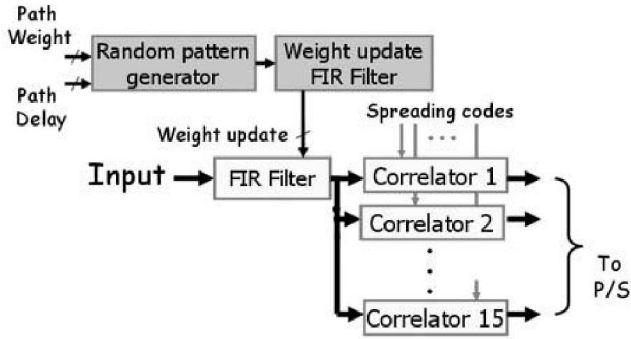 Path
Weight
Path
Delay
Random pattern
generator
Weight update
FIR Filter
Weight update
Spreading codes
Input
FIR Filter
Correlator 1
Correlator 2
Correlator 15
To
P/S